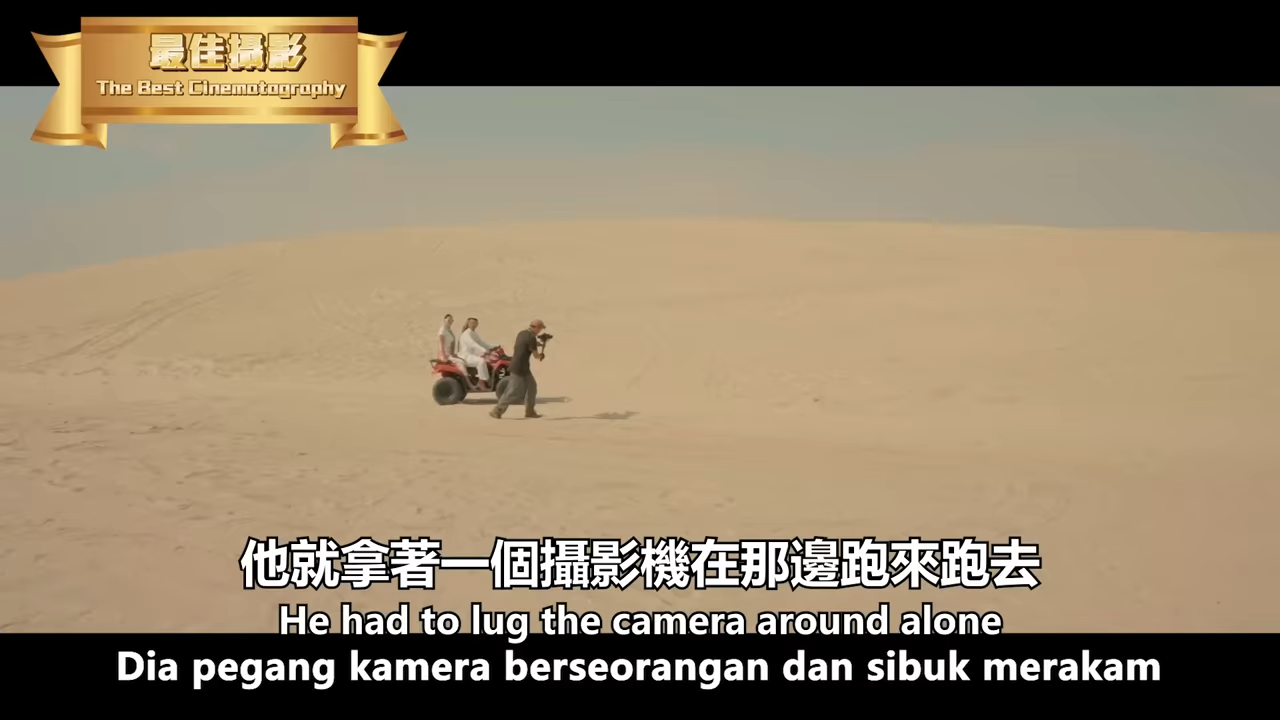 最佳攝影
The Best Cinematography
他就拿著一個攝影機在那邊跑來跑去
He had to lug the camera around alone
Dia pegang kamera berseorangan dan sibuk merakam